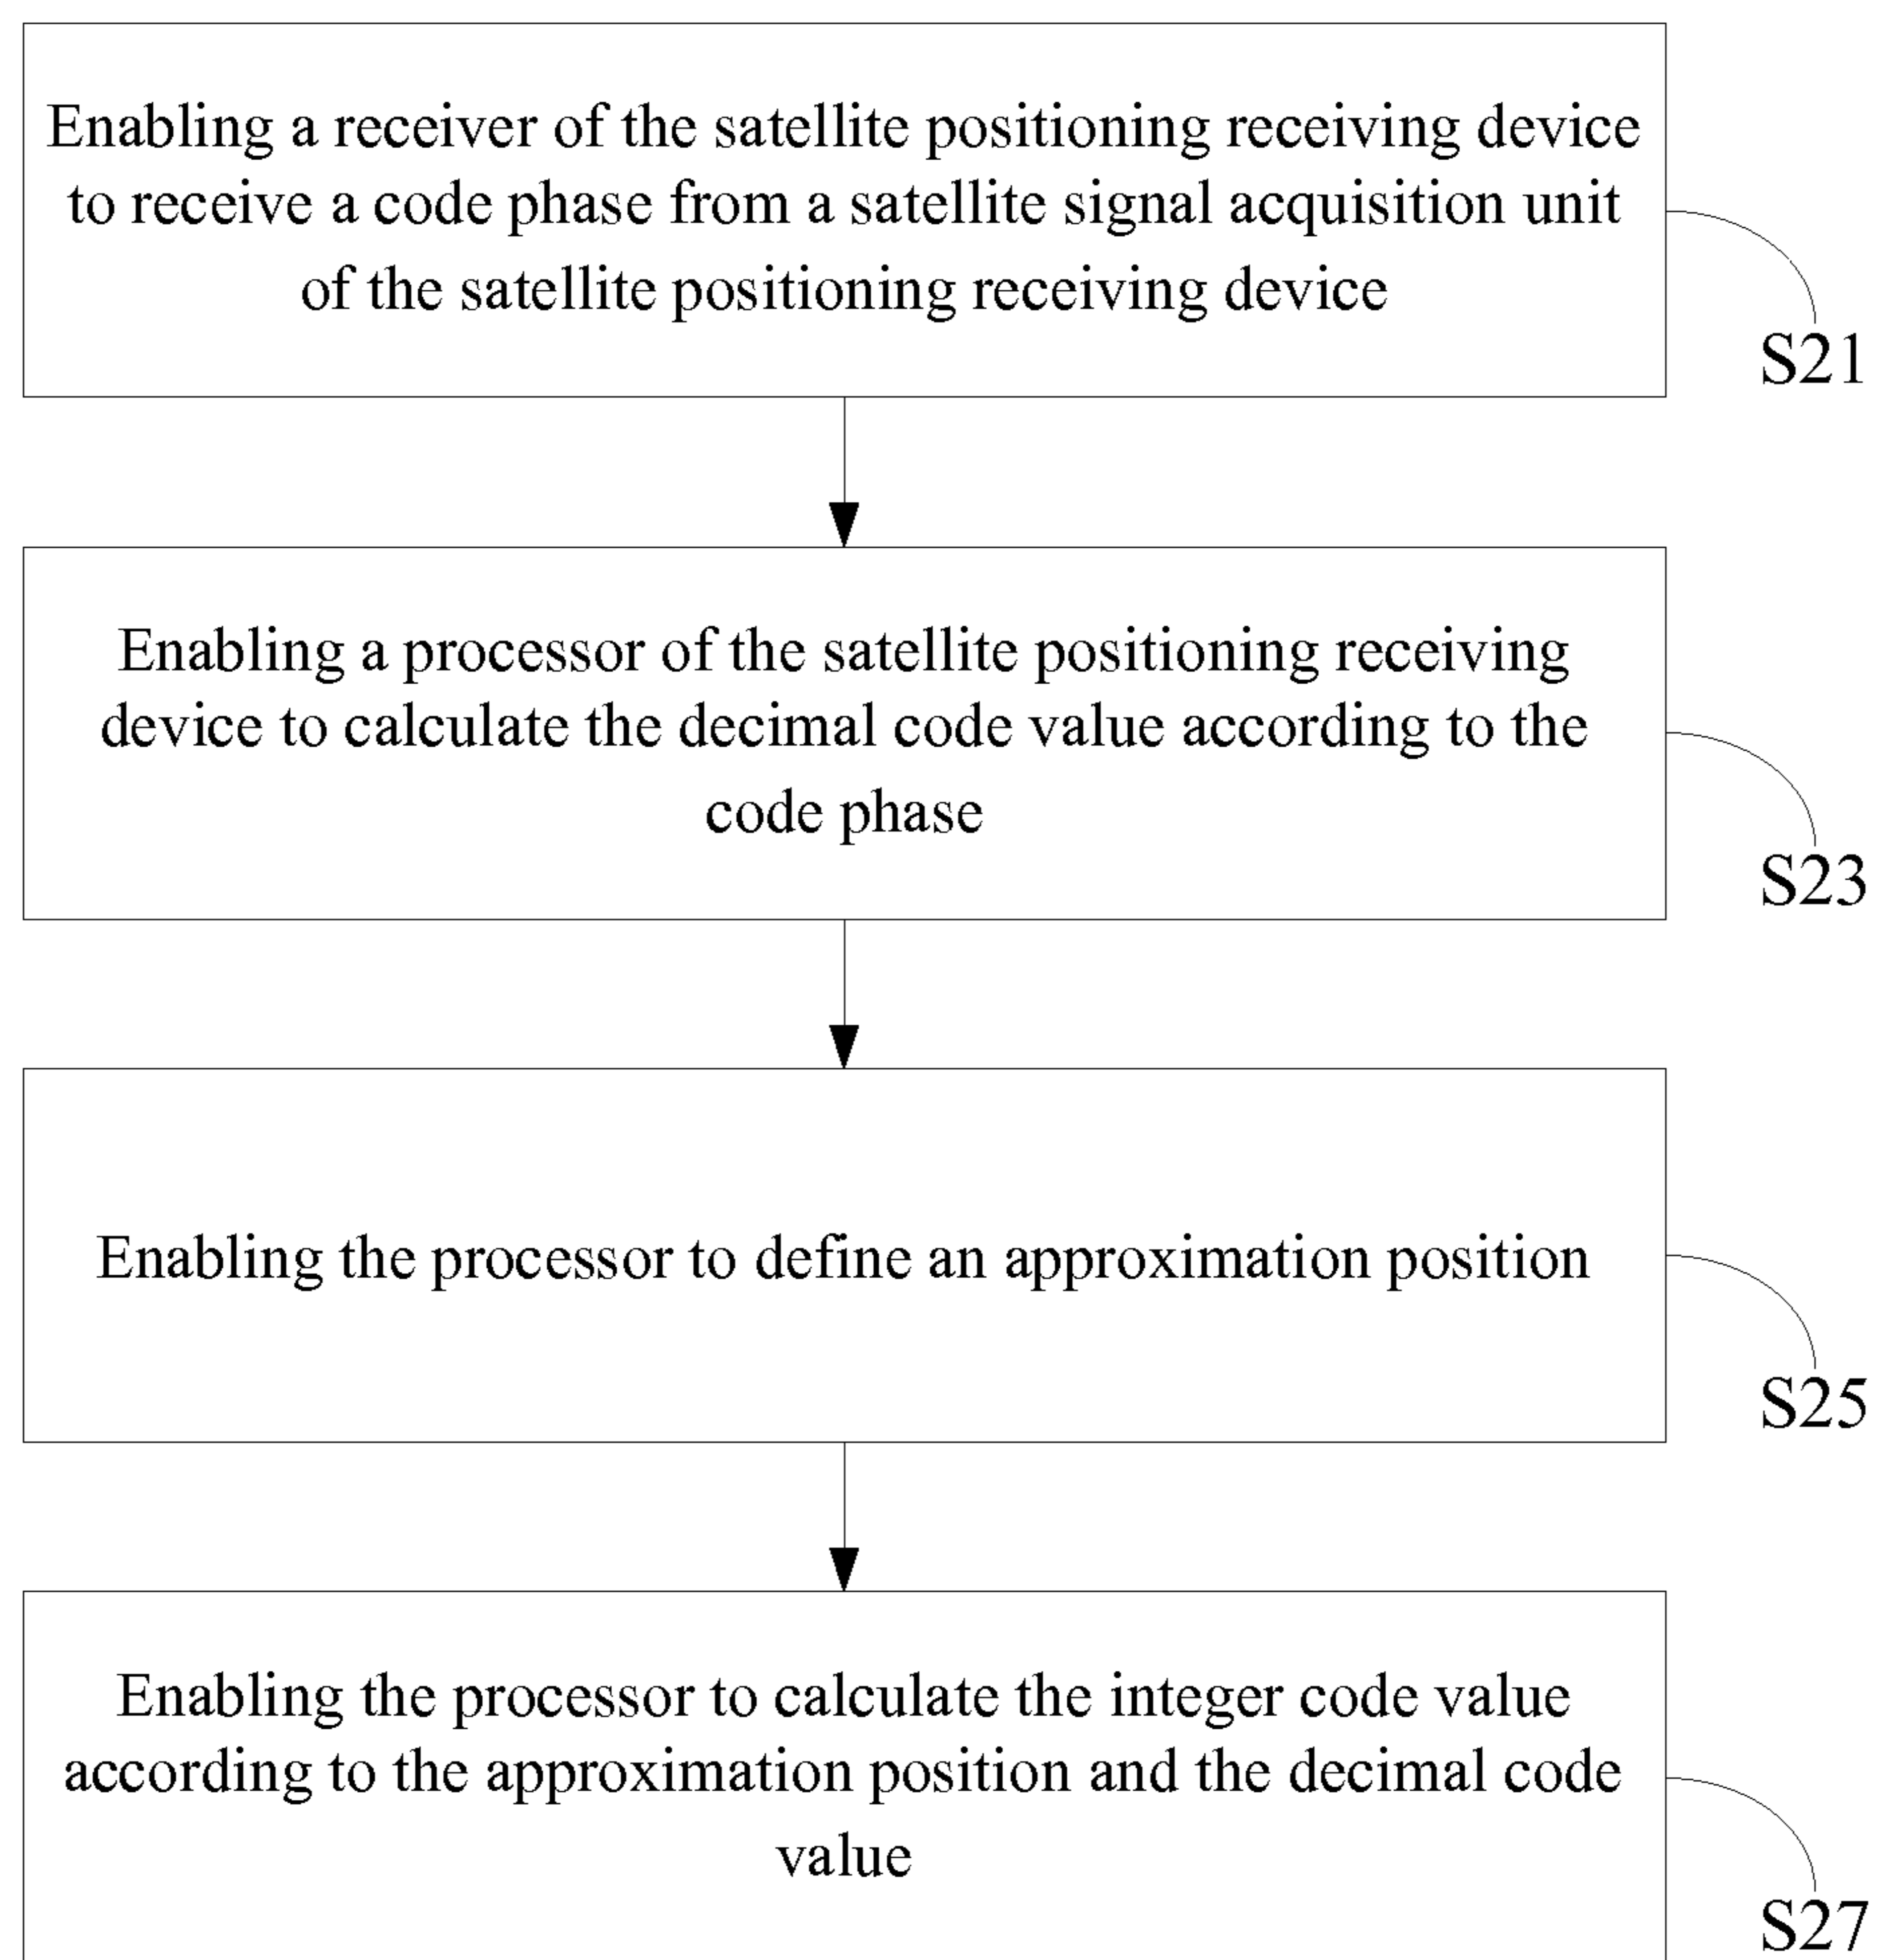 Enabling a receiver of the satellite positioning receiving device
to receive a code phase from a satellite signal acquisition unit
of the satellite positioning receiving device
S21
Enabling a processor of the satellite positioning receiving
device to calculate the decimal code value according to the
code phase
S23
Enabling the processor to define an approximation position
S25
Enabling the processor to calculate the integer code value
according to the approximation position and the decimal code
value
S27